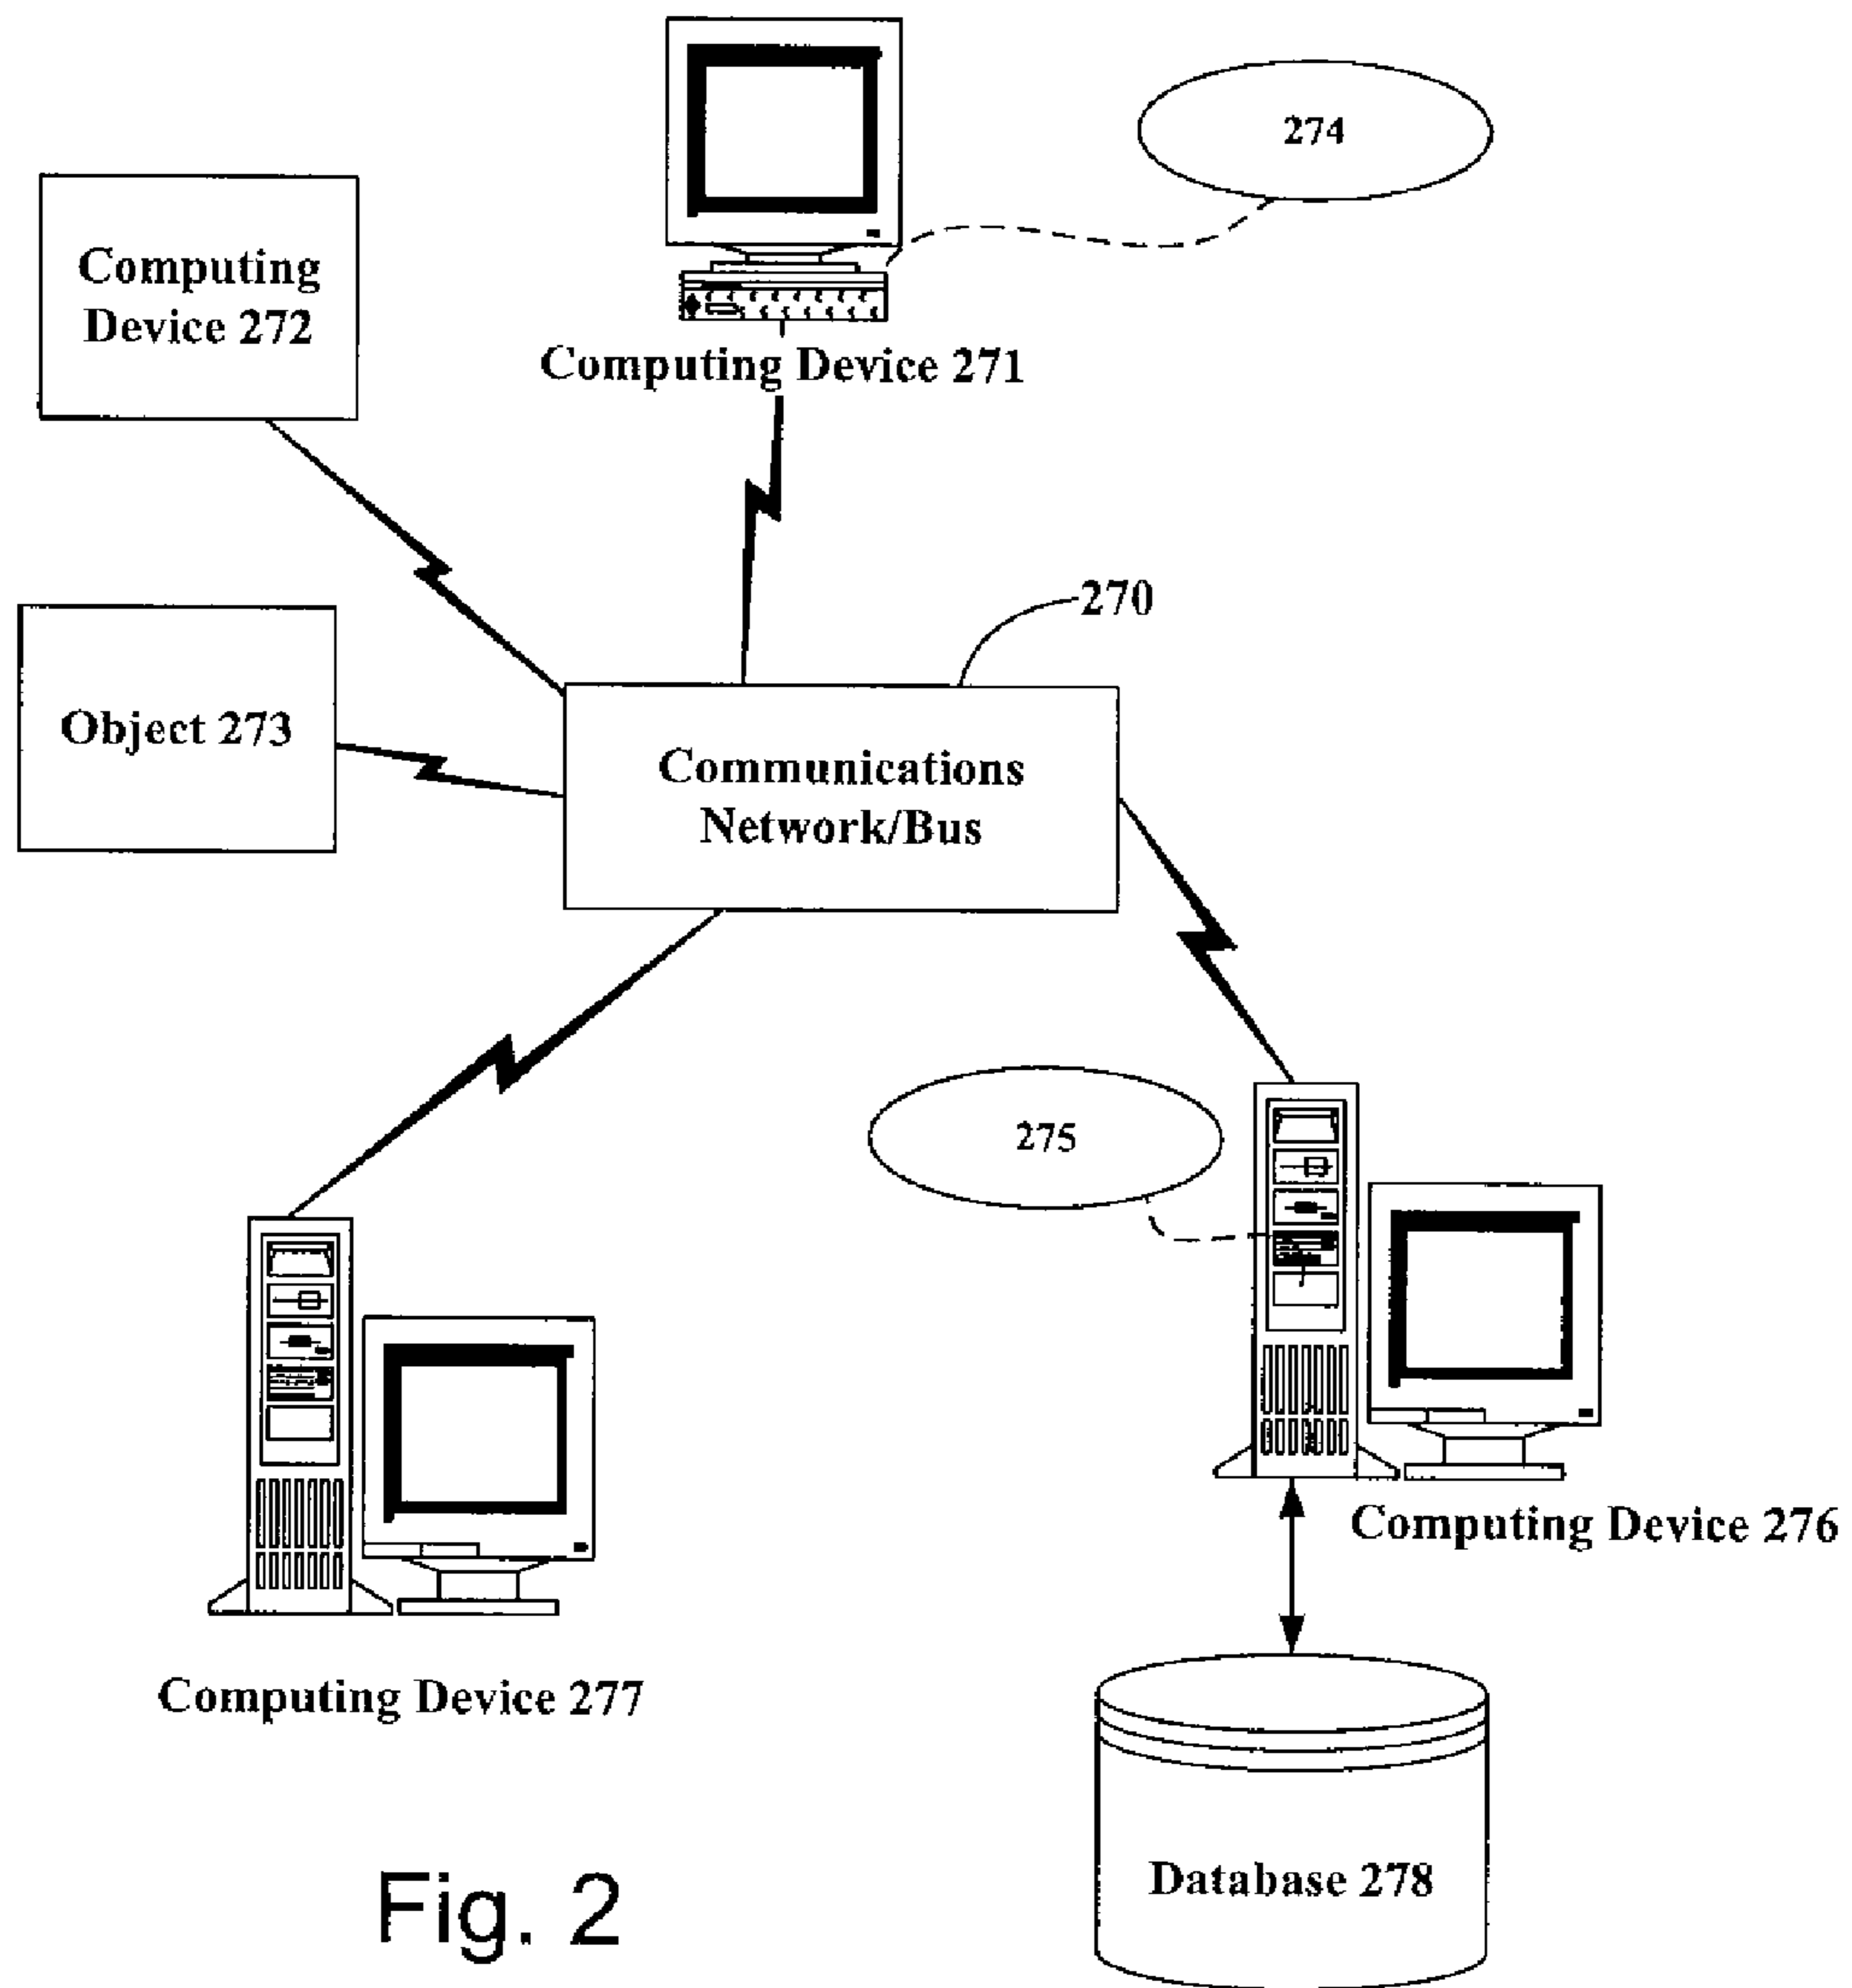 274
Computing
Device 272
Computing Device 271
270
Object 273
Communications
Network/Bus
275
Computing Device 276
Computing Device 277
Database 278
Fig. 2